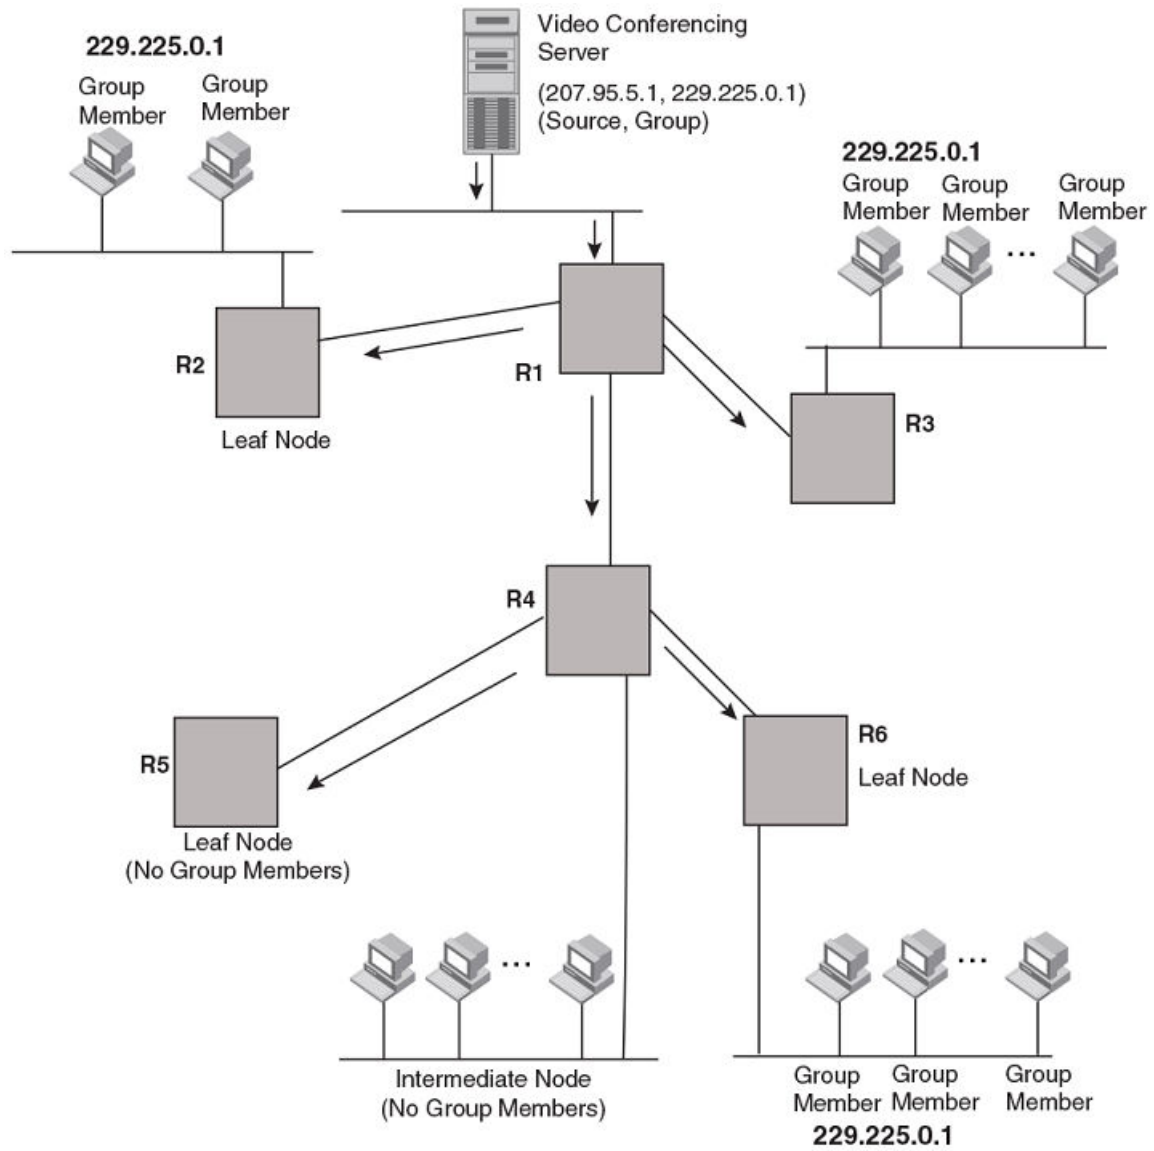 Video Conferencing
Server
(207.95.5.1, 229.225.0.1)
(Source, Group)
229.225.0.1
Group Member
Group Member
229.225.0.1
Group Member
Group Member
Group Member
...
R2
Leaf Node
R1
R3
R4
R5
Leaf Node
(No Group Members)
R6
Leaf Node
...
Intermediate Node
(No Group Members)
...
Group Member
Group Member
Group Member
229.225.0.1